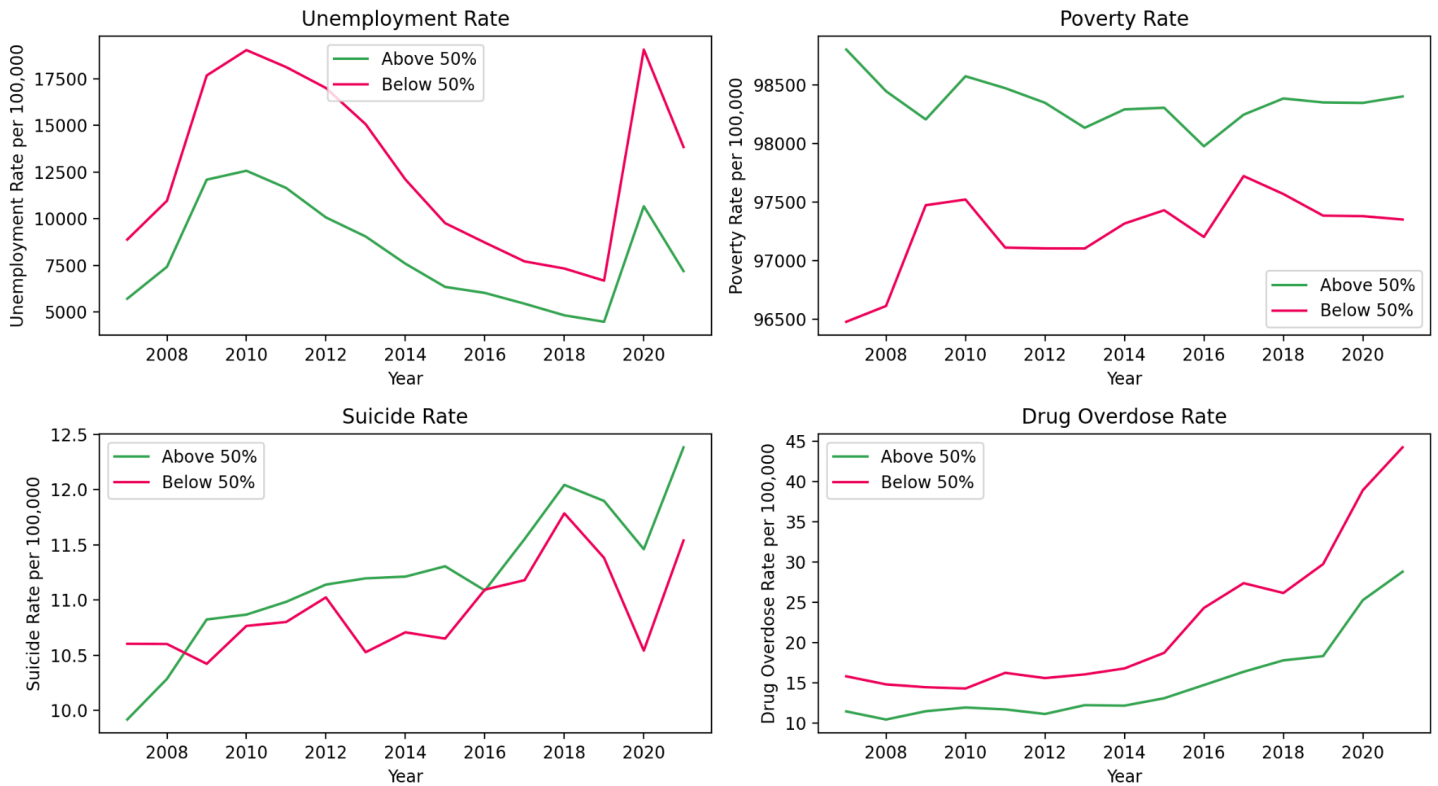 Unemployment Rate
Unemployment Rate per 100,000
17500
15000
12500
10000
7500
5000
Above 50%
Below 50%
2008 2010 2012 2014 2016 2018 2020
Year
Poverty Rate
Poverty Rate per 100,000
98500
98000
97500
97000
96500
Above 50%
Below 50%
2008 2010 2012 2014 2016 2018 2020
Year
Suicide Rate
Suicide Rate per 100,000
12.5
12.0
11.5
11.0
10.5
10.0
Above 50%
Below 50%
2008 2010 2012 2014 2016 2018 2020
Year
Drug Overdose Rate
Drug Overdose Rate per 100,000
45
40
35
30
25
20
15
10
Above 50%
Below 50%
2008 2010 2012 2014 2016 2018 2020
Year